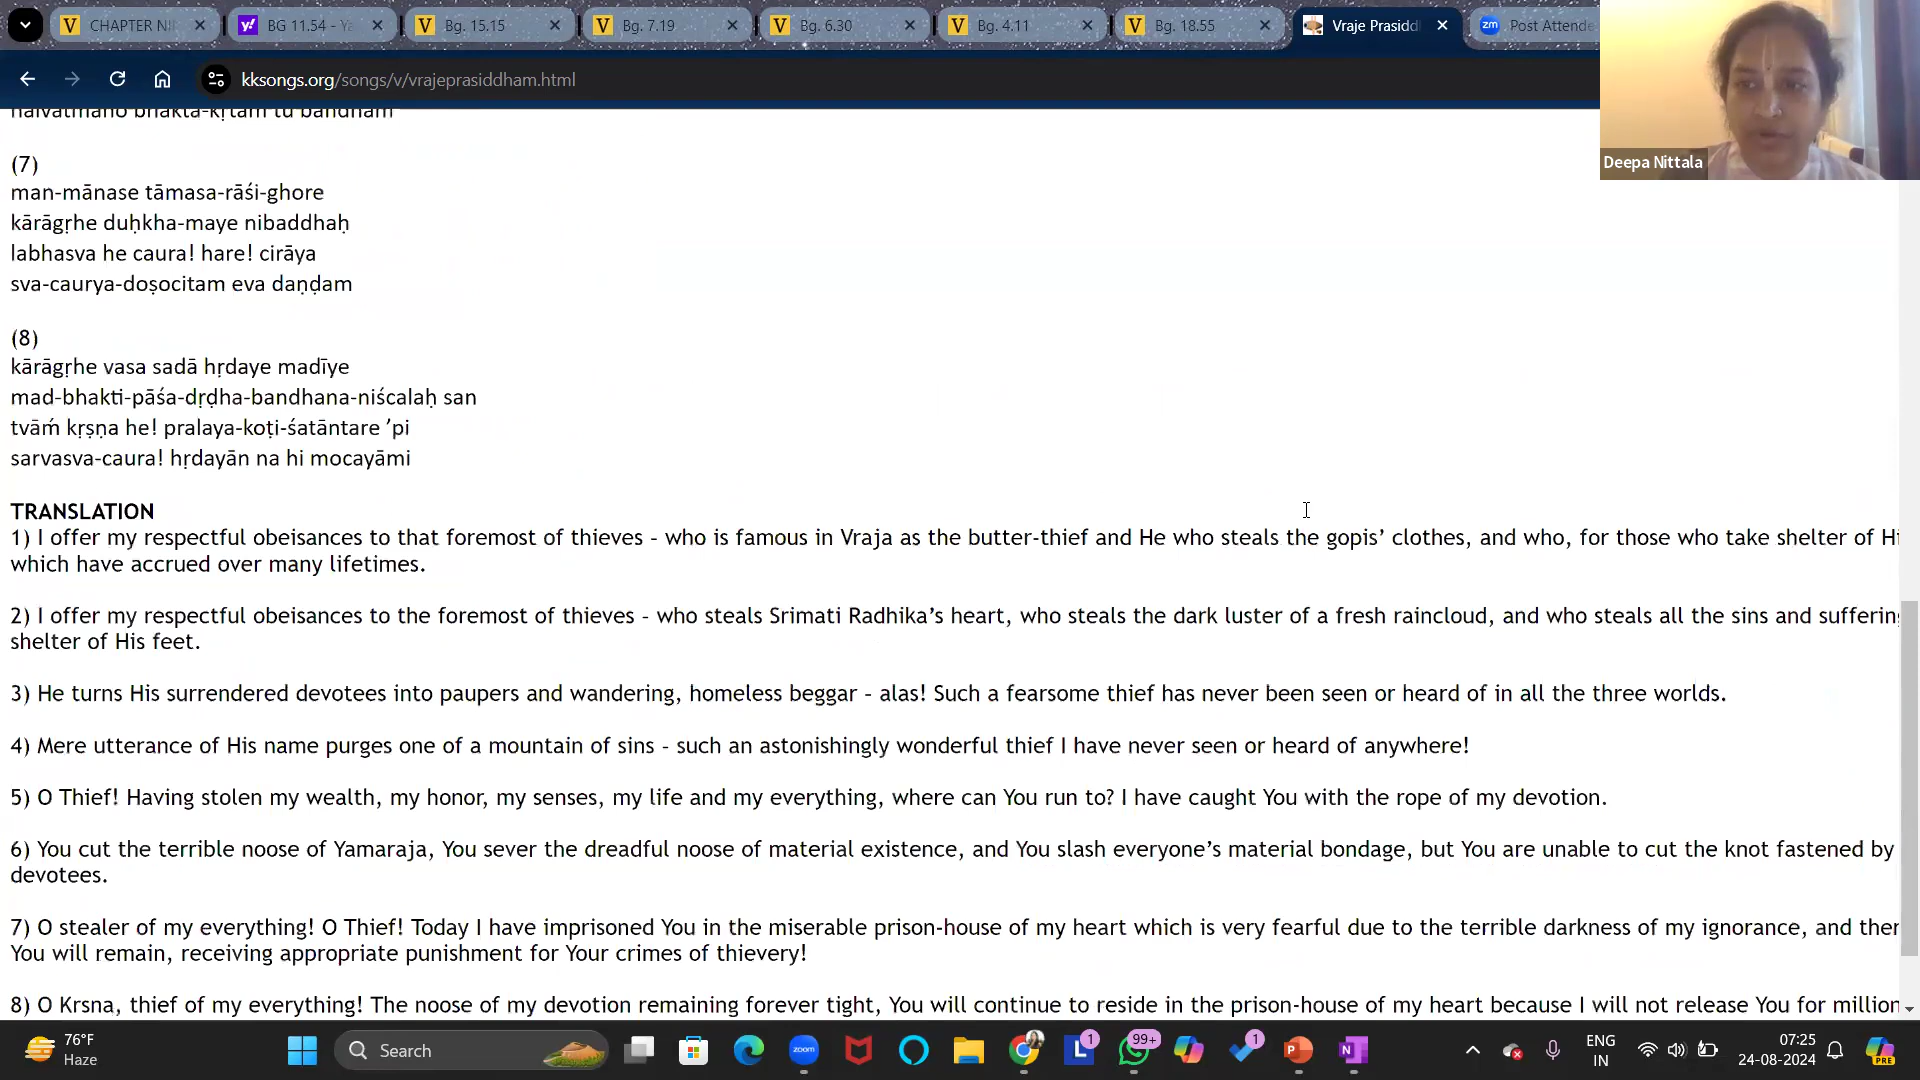 CHAPTER NI
BG 11.54 - Ya
Bg. 15.15
Bg. 7.19
Bg. 6.30
Bg. 4.11
Bg. 18.55
Vraje Prasidd
zm
Post Attende
kksongs.org/songs/v/vrajeprasiddham.html
Deepa Nittala
naivātmano bhakta-kṛtaṁ tu bandham
(7)
man-mānase tāmasa-rāśi-ghore
kārāgṛhe duḥkha-maye nibaddhaḥ
labhasva he caura! hare! cirāya
sva-caurya-doṣocitam eva daṇḍam
(8)
kārāgṛhe vasa sadā hṛdaye madīye
mad-bhakti-pāśa-dṛḍha-bandhana-niścalaḥ san
tvāḿ kṛṣṇa he! pralaya-koṭi-śatāntare ’pi
sarvasva-caura! hṛdayān na hi mocayāmi
TRANSLATION
1) I offer my respectful obeisances to that foremost of thieves – who is famous in Vraja as the butter-thief and He who steals the gopis’ clothes, and who, for those who take shelter of Hi
which have accrued over many lifetimes.
2) I offer my respectful obeisances to the foremost of thieves – who steals Srimati Radhika’s heart, who steals the dark luster of a fresh raincloud, and who steals all the sins and suffering
shelter of His feet.
3) He turns His surrendered devotees into paupers and wandering, homeless beggar – alas! Such a fearsome thief has never been seen or heard of in all the three worlds.
4) Mere utterance of His name purges one of a mountain of sins – such an astonishingly wonderful thief I have never seen or heard of anywhere!
5) O Thief! Having stolen my wealth, my honor, my senses, my life and my everything, where can You run to? I have caught You with the rope of my devotion.
6) You cut the terrible noose of Yamaraja, You sever the dreadful noose of material existence, and You slash everyone’s material bondage, but You are unable to cut the knot fastened by
devotees.
7) O stealer of my everything! O Thief! Today I have imprisoned You in the miserable prison-house of my heart which is very fearful due to the terrible darkness of my ignorance, and ther
You will remain, receiving appropriate punishment for Your crimes of thievery!
8) O Krsna, thief of my everything! The noose of my devotion remaining forever tight, You will continue to reside in the prison-house of my heart because I will not release You for million
76°F
Haze
Search
zoom
1
99+
1
ENG
IN
07:25
24-08-2024
PRE